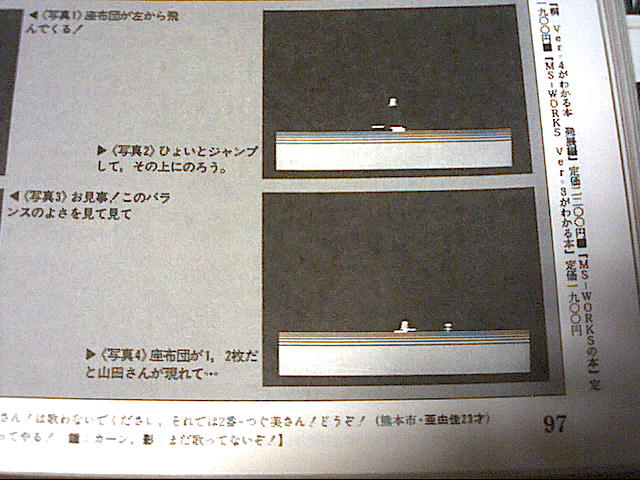 ◀《写真1》座布団が左から飛
んでくる！
▶《写真2》ひょいとジャンプ
して，その上にのろう。
◀《写真3》お見事！このバラ
ンスのよさを見て見て
▶《写真4》座布団が1，2枚だ
と山田さんが現れて…
『桐 Ver・4がわかる本 発展編』定価二二〇〇円■『MS-WORKSの本』定
一九〇〇円■『MS-WORKS Ver・3がわかる本』定価一九〇〇円
さん！は歌わないでください。それでは2番・つぐ美さん！どうぞ！（熊本市・亜由佳23才）
ってやる！ 鐘：カーン。影：まだ歌ってないぞ！】
97